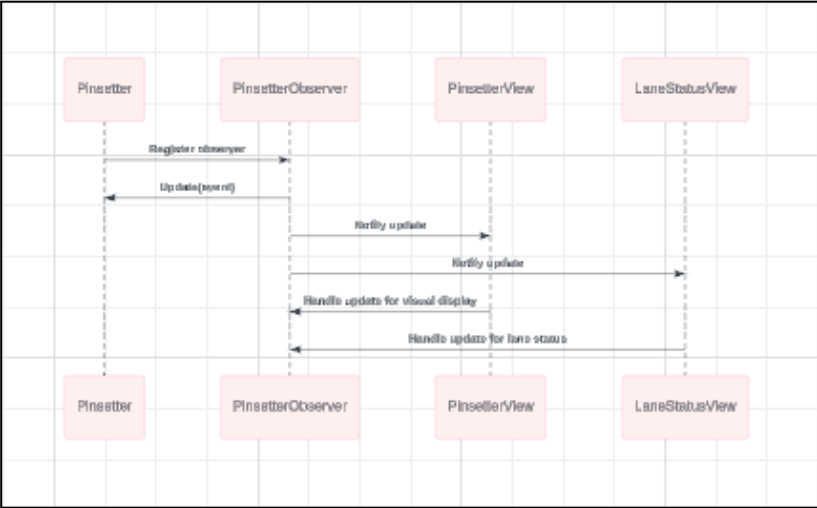 Pinsetter PinsetterObserver PinsetterView LaneStatusView
Register observer
Update(event)
Notify update
Notify update
Handle update for visual display
Handle update for lane status
Pinsetter PinsetterObserver PinsetterView LaneStatusView